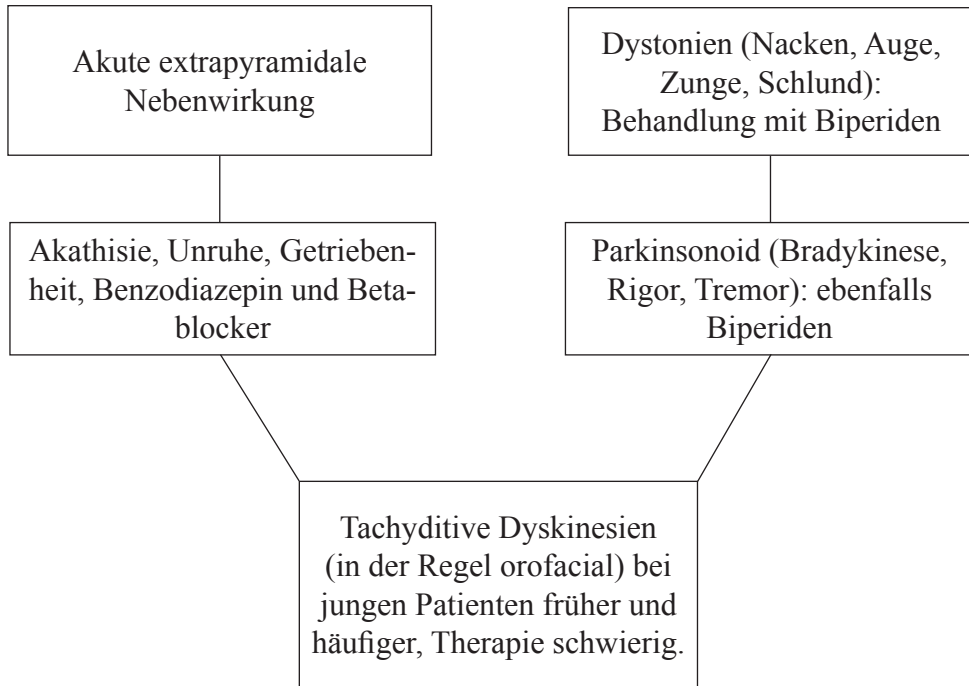 Akute extrapyramidale
Nebenwirkung
Dystonien (Nacken, Auge,
Zunge, Schlund):
Behandlung mit Biperiden
Akathisie, Unruhe, Getrieben-
heit, Benzodiazepin und Beta-
blocker
Parkinsonoid (Bradykinese,
Rigor, Tremor): ebenfalls
Biperiden
Tachyditive Dyskinesien
(in der Regel orofacial) bei
jungen Patienten früher und
häufiger, Therapie schwierig.